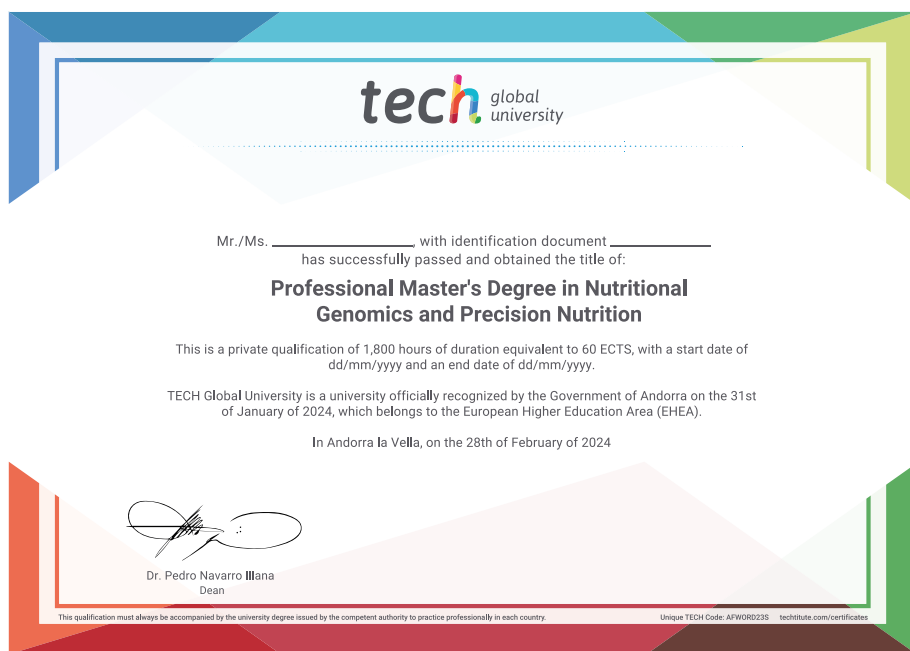 tech global
university
Mr./Ms. ____________, with identification document ____________
has successfully passed and obtained the title of:
Professional Master's Degree in Nutritional
Genomics and Precision Nutrition
This is a private qualification of 1,800 hours of duration equivalent to 60 ECTS, with a start date of
dd/mm/yyyy and an end date of dd/mm/yyyy.
TECH Global University is a university officially recognized by the Government of Andorra on the 31st
of January of 2024, which belongs to the European Higher Education Area (EHEA).
In Andorra la Vella, on the 28th of February of 2024
Dr. Pedro Navarro Illana
Dean
This qualification must always be accompanied by the university degree issued by the competent authority to practice professionally in each country. Unique TECH Code: AFWORD23S techtitute.com/certificates